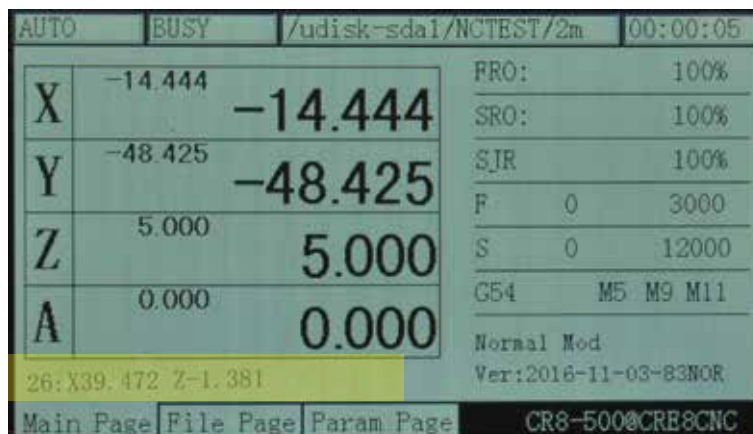 AUTO BUSY /udisk-sda1/NCTEST/2m 00:00:05
X -14.444 -14.444
Y -48.425 -48.425
Z 5.000 5.000
A 0.000 0.000
FRO: 100%
SRO: 100%
SJR 100%
F 0 3000
S 0 12000
G54 M5 M9 M11
Normal Mod
Ver:2016-11-03-83NOR
26:X39.472 Z-1.381
Main Page File Page Param Page CR8-500@CRE8CNC